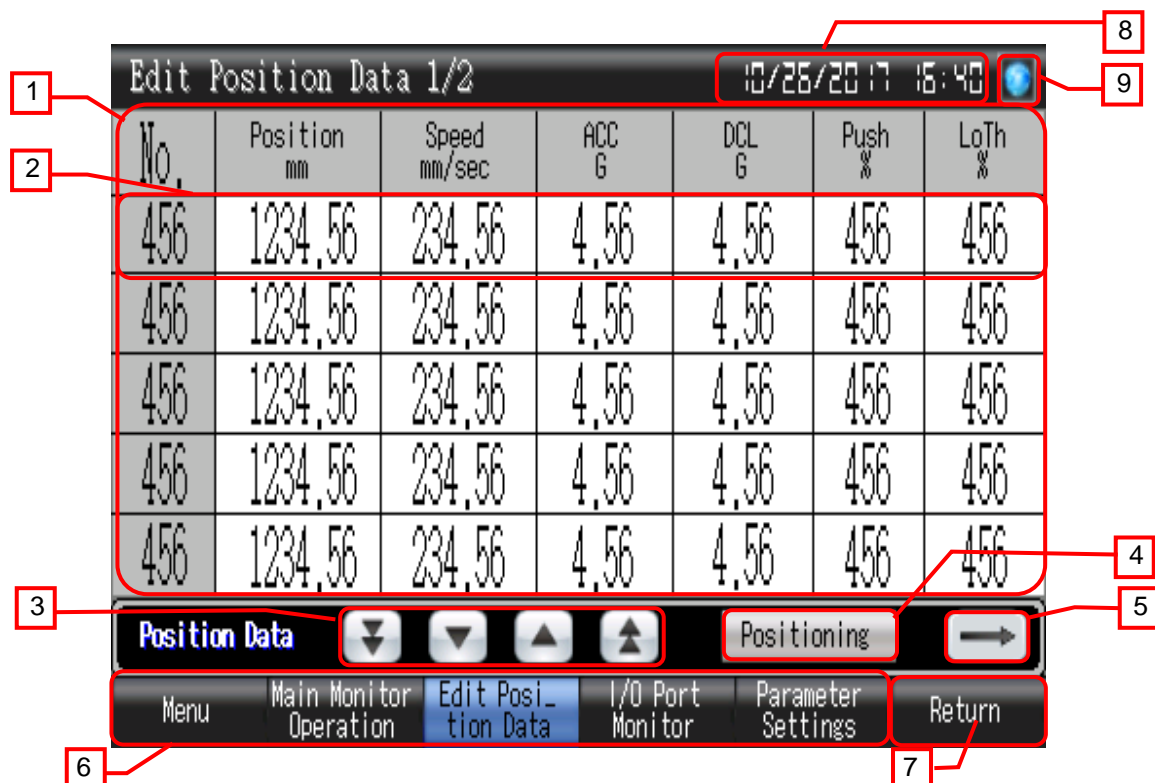 8
Edit Position Data 1/2 10/26/2017 16:40
9
1
No. Position mm Speed mm/sec ACC G DCL G Push % LoTh %
2
456 1234.56 234.56 4.56 4.56 456 456
456 1234.56 234.56 4.56 4.56 456 456
456 1234.56 234.56 4.56 4.56 456 456
456 1234.56 234.56 4.56 4.56 456 456
456 1234.56 234.56 4.56 4.56 456 456
4
3
5
Position Data Positioning
Menu Main Monitor Operation Edit Posi_ tion Data I/O Port Monitor Parameter Settings Return
6
7